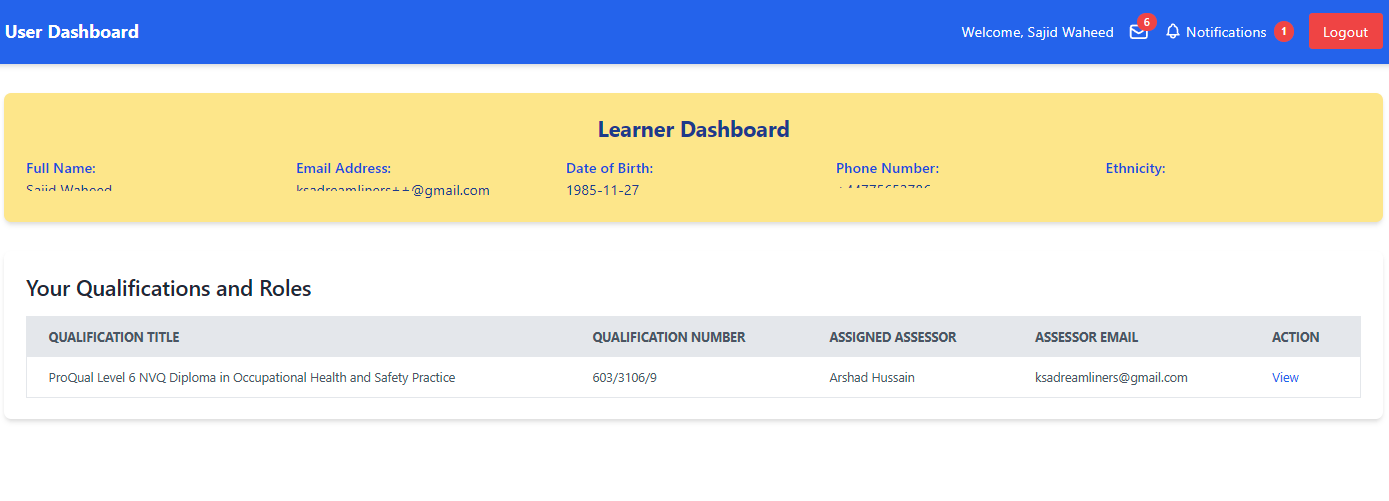 User Dashboard
Welcome, Sajid Waheed 6 Notifications 1 Logout
Learner Dashboard
Full Name: Email Address: Date of Birth: Phone Number: Ethnicity:
Sajid Waheed @gmail.com 1985-11-27
Your Qualifications and Roles
QUALIFICATION TITLE QUALIFICATION NUMBER ASSIGNED ASSESSOR ASSESSOR EMAIL ACTION
ProQual Level 6 NVQ Diploma in Occupational Health and Safety Practice 603/3106/9 Arshad Hussain ksadreamliners@gmail.com View